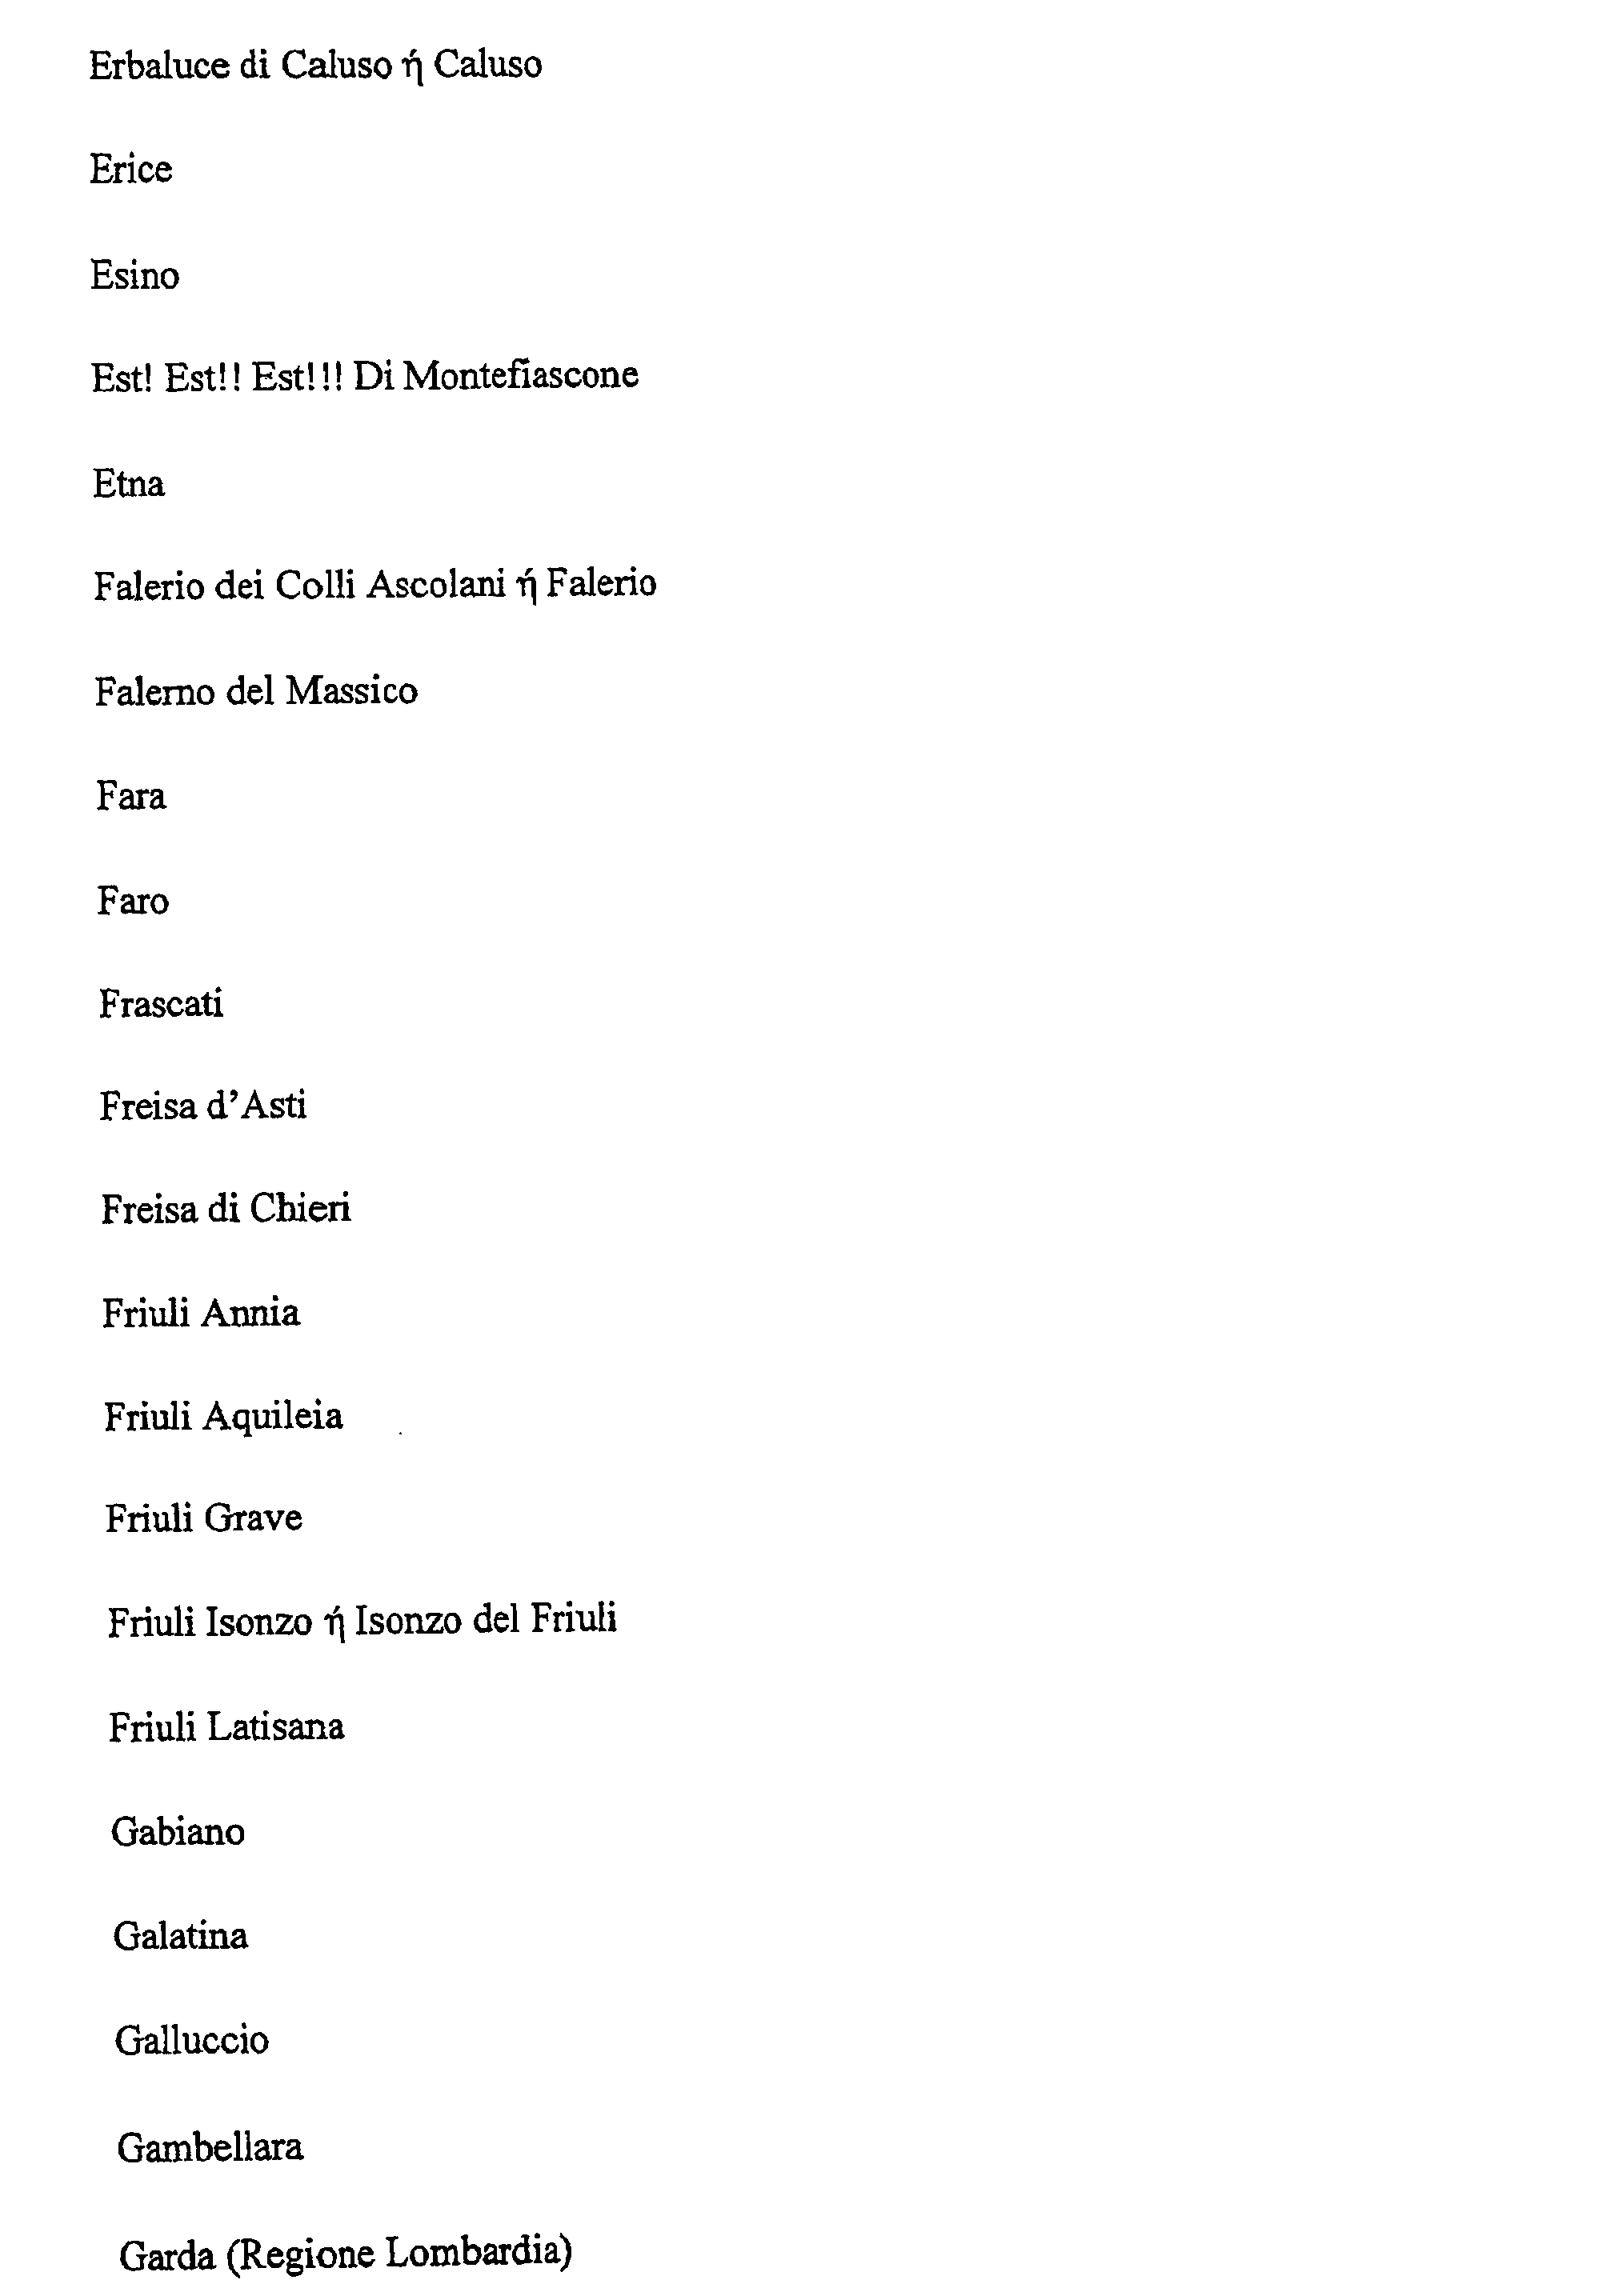 Erbaluce di Caluso ή Caluso
Erice
Esino
Est! Est!! Est!!! Di Montefiascone
Etna
Falerio dei Colli Ascolani ή Falerio
Falerno del Massico
Fara
Faro
Frascati
Freisa d’Asti
Freisa di Chieri
Friuli Annia
Friuli Aquileia
Friuli Grave
Friuli Isonzo ή Isonzo del Friuli
Friuli Latisana
Gabiano
Galatina
Galluccio
Gambellara
Garda (Regione Lombardia)